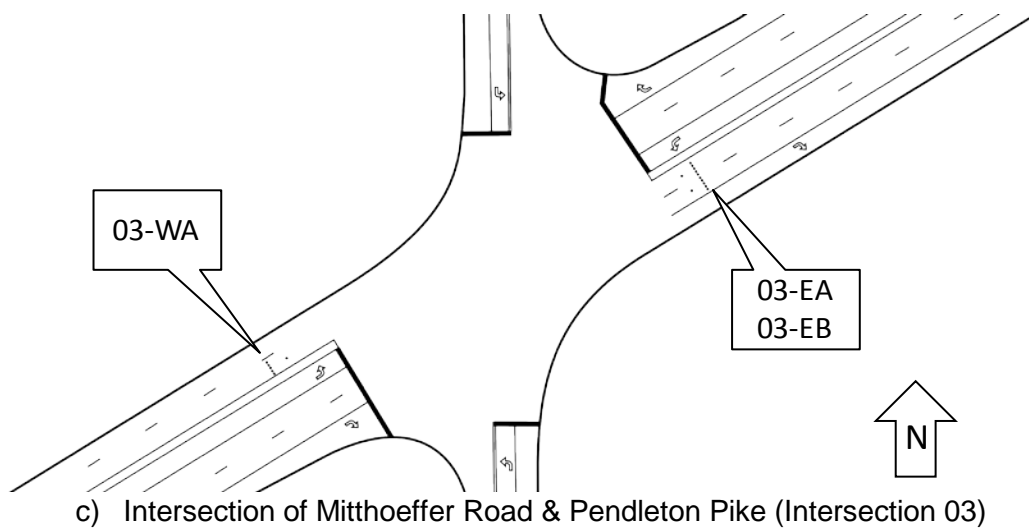 03-WA
03-EA
03-EB
N
c) Intersection of Mitthoeffer Road & Pendleton Pike (Intersection 03)